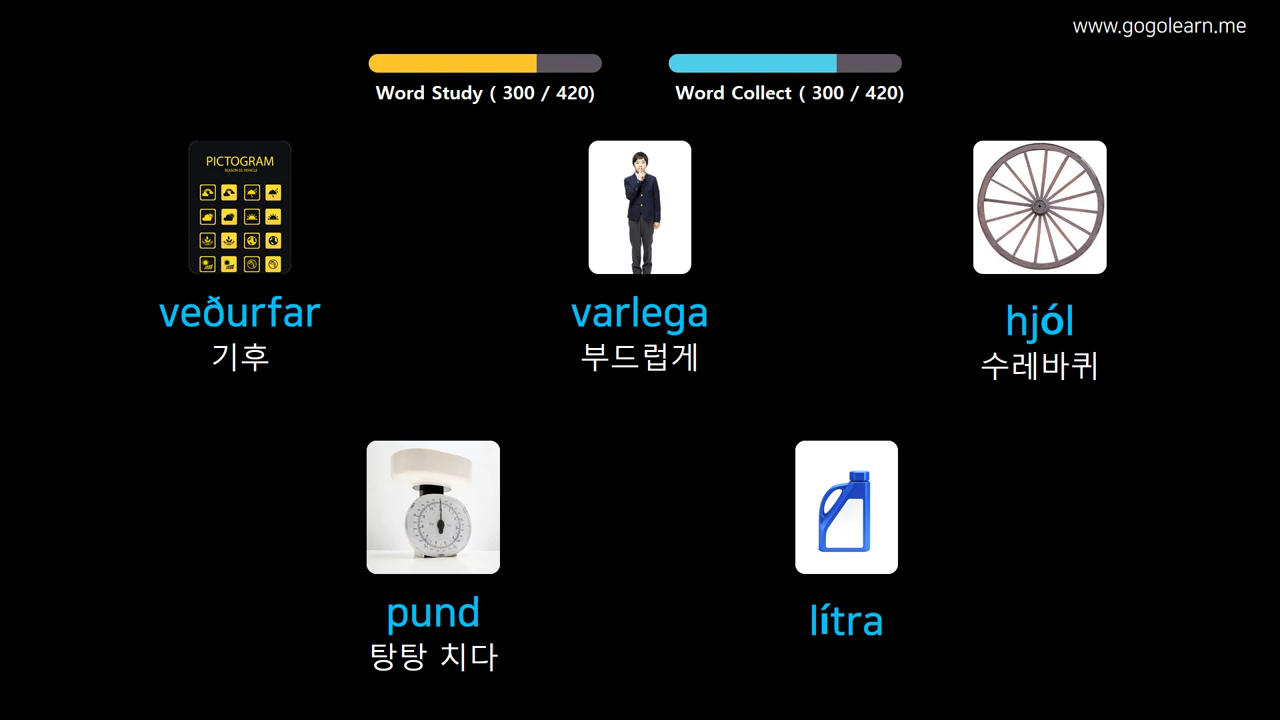 www.gogolearn.me
Word Study ( 300 / 420)
Word Collect ( 300 / 420)
PICTOGRAM
veðurfar
기후
varlega
부드럽게
hjól
수레바퀴
pund
탕탕 치다
lítra